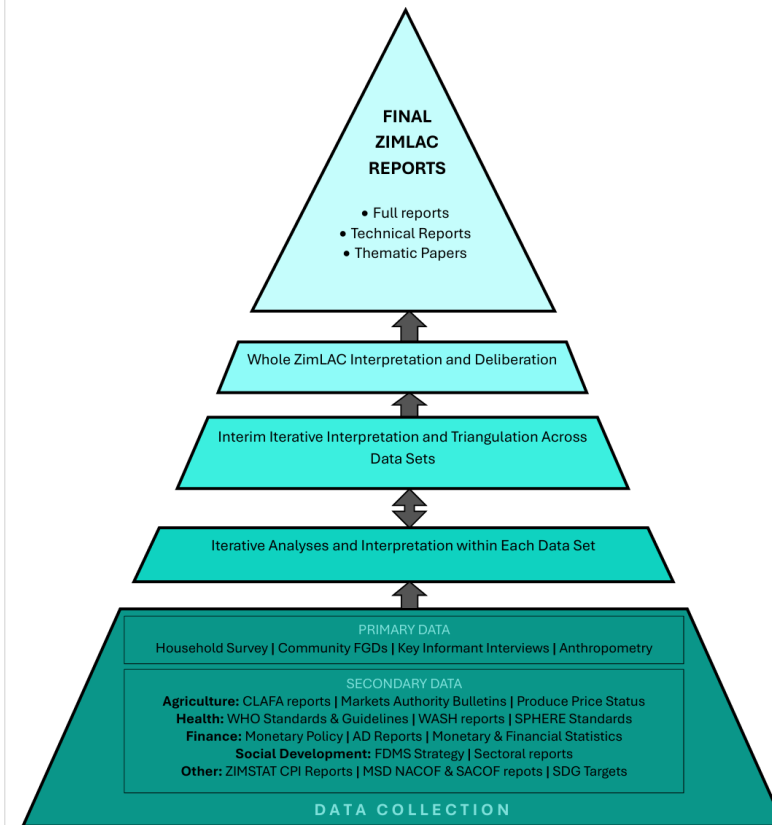 FINAL
ZIMLAC
REPORTS
• Full reports
• Technical Reports
• Thematic Papers
Whole ZimLAC Interpretation and Deliberation
Interim Iterative Interpretation and Triangulation Across
Data Sets
Iterative Analyses and Interpretation within Each Data Set
PRIMARY DATA
Household Survey | Community FGDs | Key Informant Interviews | Anthropometry
SECONDARY DATA
Agriculture: CLAFA reports | Markets Authority Bulletins | Produce Price Status
Health: WHO Standards & Guidelines | WASH reports | SPHERE Standards
Finance: Monetary Policy | AD Reports | Monetary & Financial Statistics
Social Development: FDMS Strategy | Sectoral reports
Other: ZIMSTAT CPI Reports | MSD NACOF & SACOF repots | SDG Targets
DATA COLLECTION